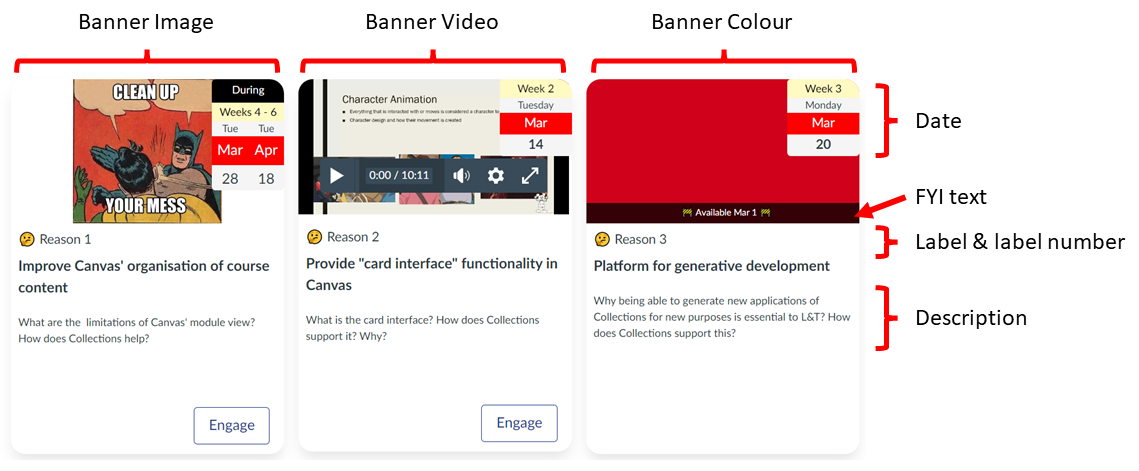 Banner Image
Banner Video
Banner Colour
CLEAN UP
YOUR MESS
During
Weeks 4 - 6
Tue Tue
Mar Apr
28 18
🤔 Reason 1
Improve Canvas' organisation of course
content
What are the limitations of Canvas' module view?
How does Collections help?
Engage
Character Animation
Everything that is interacted with or moves is considered a character to
Character design and how their movement is created
Week 2
Tuesday
Mar
14
0:00 / 10:11
🤔 Reason 2
Provide "card interface" functionality in
Canvas
What is the card interface? How does Collections
support it? Why?
Engage
Week 3
Monday
Mar
20
🚧 Available Mar 1 🚧
🤔 Reason 3
Platform for generative development
Why being able to generate new applications of
Collections for new purposes is essential to L&T? How
does Collections support this?
Date
FYI text
Label & label number
Description